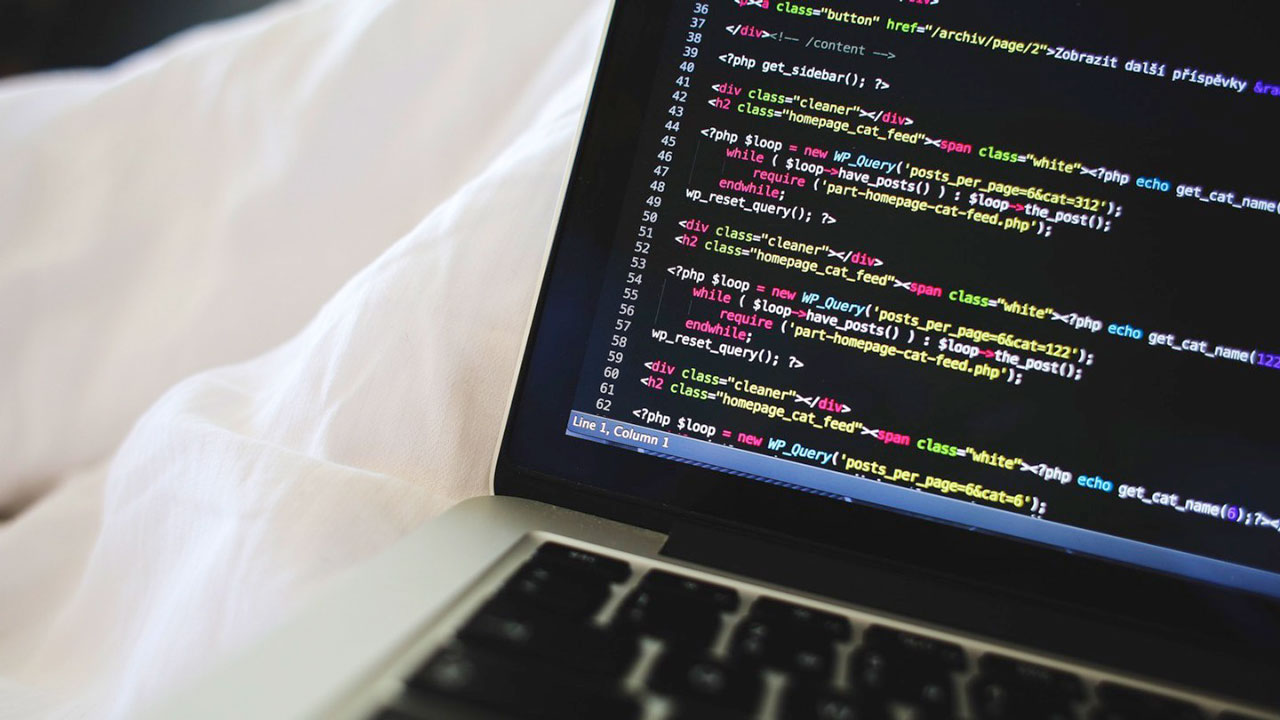 36
37 class="button" href="/archiv/page/2">Zobrazit další příspěvky
38 </div><!-- /content -->
39
40 <?php get_sidebar(); ?>
41
42 <div class="cleaner"></div>
43 <h2 class="homepage_cat_feed"><span class="white"><?php echo get_cat_name(
44
45 <?php $loop = new WP_Query('posts_per_page=6&cat=312');
46 while ( $loop->have_posts() ) : $loop->the_post();
47 require ('part-homepage-cat-feed.php');
48 endwhile;
49 wp_reset_query(); ?>
50
51 <div class="cleaner"></div>
52 <h2 class="homepage_cat_feed"><span class="white"><?php echo get_cat_name(122
53
54 <?php $loop = new WP_Query('posts_per_page=6&cat=122');
55 while ( $loop->have_posts() ) : $loop->the_post();
56 require ('part-homepage-cat-feed.php');
57 endwhile;
58 wp_reset_query(); ?>
59
60 <div class="cleaner"></div>
61 <h2 class="homepage_cat_feed"><span class="white"><?php echo get_cat_name(6);?></
62
<?php $loop = new WP_Query('posts_per_page=6&cat=6');
Line 1, Column 1